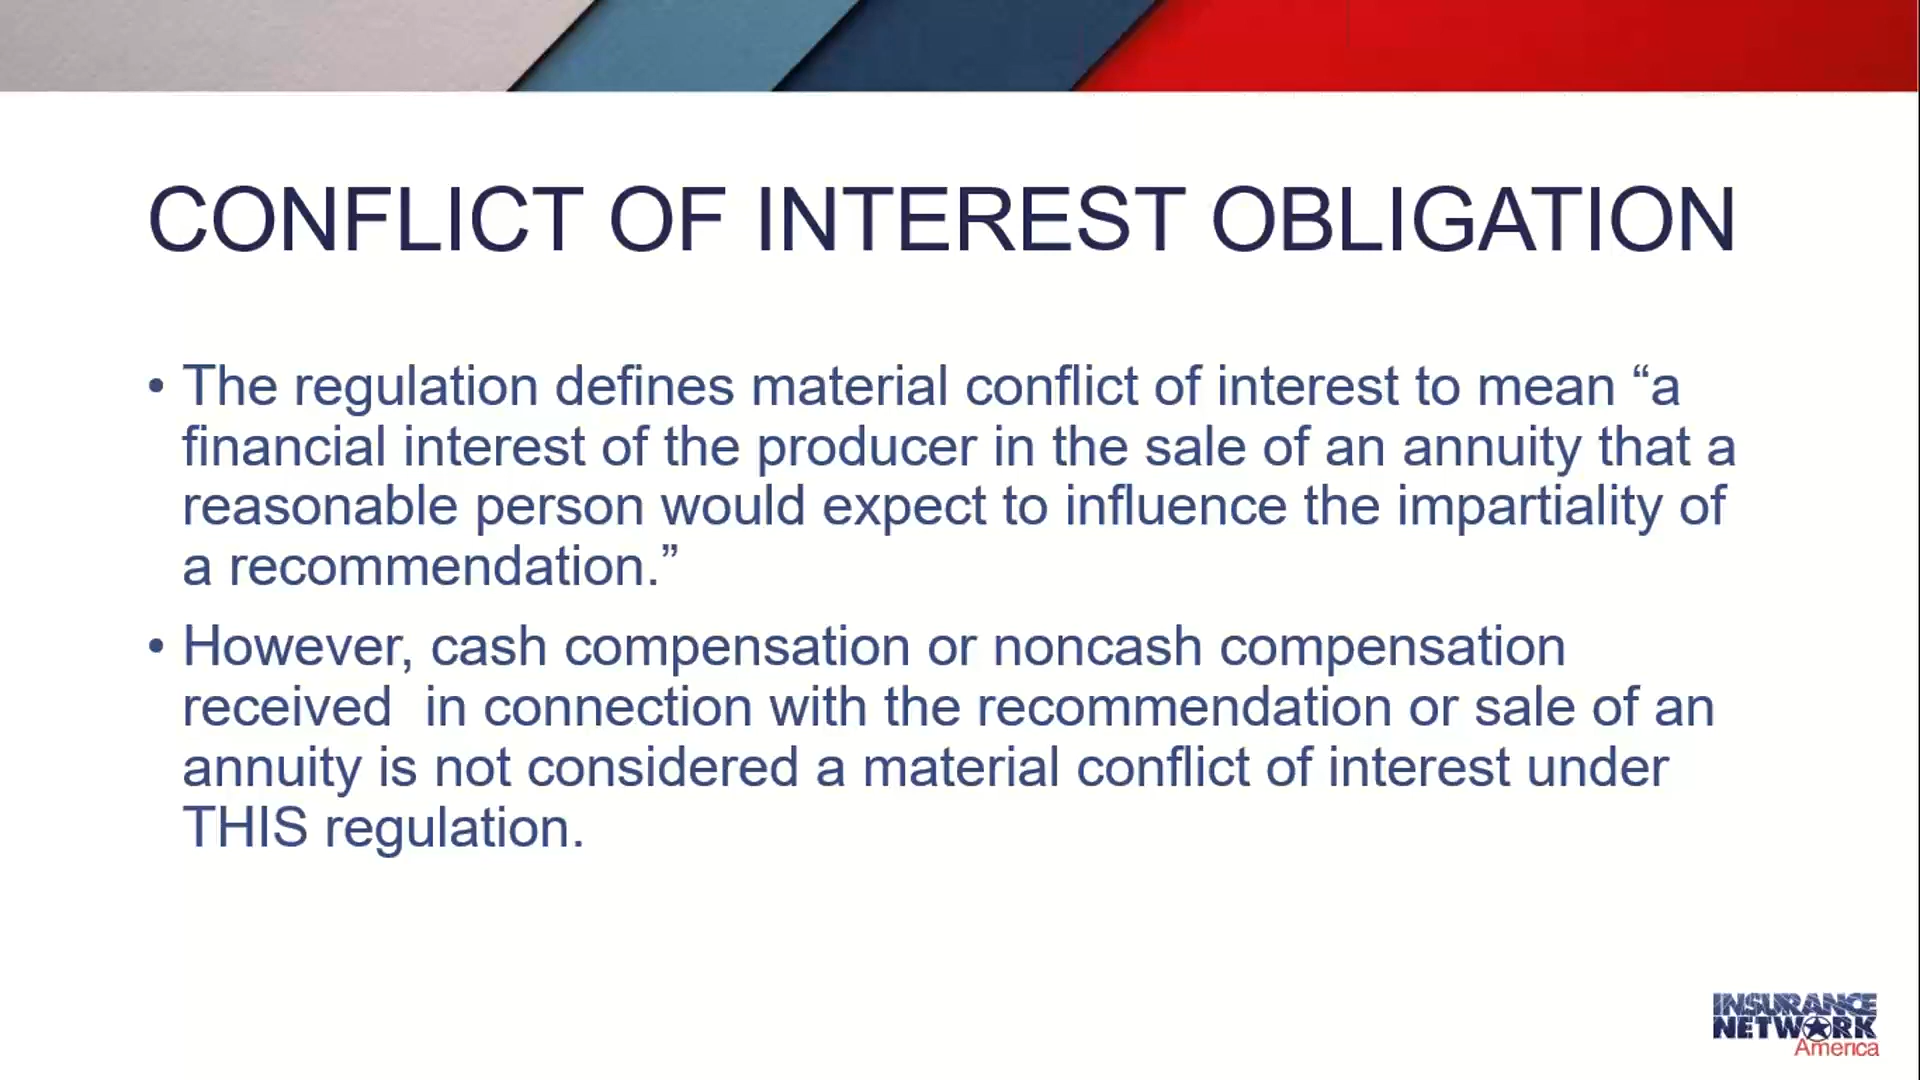 CONFLICT OF INTEREST OBLIGATION
• The regulation defines material conflict of interest to mean “a
financial interest of the producer in the sale of an annuity that a
reasonable person would expect to influence the impartiality of
a recommendation.”
• However, cash compensation or noncash compensation
received  in connection with the recommendation or sale of an
annuity is not considered a material conflict of interest under
THIS regulation.
INSURANCE
NETWORK
America